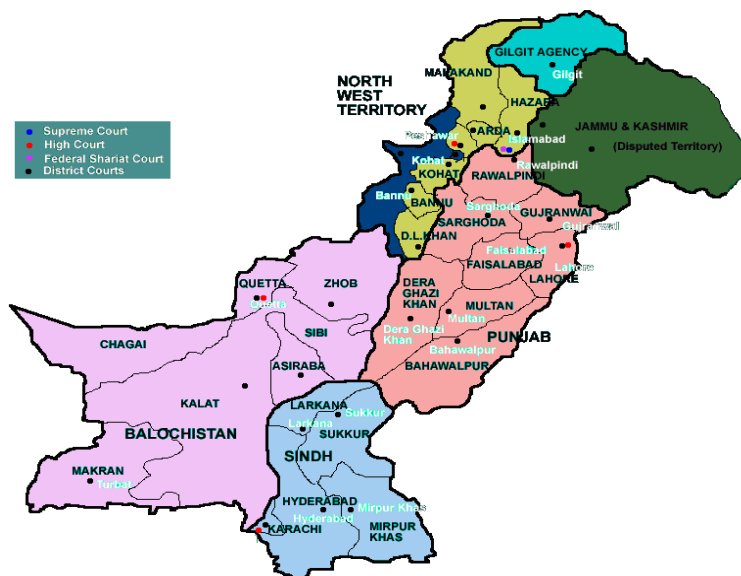 GILGIT AGENCY
Gilgit
MALAKAND
NORTH
WEST
TERRITORY
HAZARA
Supreme Court
High Court
Federal Shariat Court
District Courts
JAMMU & KASHMIR
(Disputed Territory)
Islamabad
Rawalpindi
RAWALPINDI
Kohat
KOHAT
Bannu
BANNU
Sarghoda
SARGHODA
GUJRANWAI
D.I.KHAN
Faisalabad
FAISALABAD
Lahore
LAHORE
QUETTA
Quetta
ZHOB
DERA
GHAZI
KHAN
MULTAN
Multan
Dera Ghazi
Khan
PUNJAB
Bahawalpur
BAHAWALPUR
SIBI
CHAGAI
ASIRABA
KALAT
LARKANA
Sukkur
Larkana
SUKKUR
BALOCHISTAN
SINDH
MAKRAN
Turbat
HYDERABAD
Hyderabad
Mirpur Khas
MIRPUR
KHAS
KARACHI